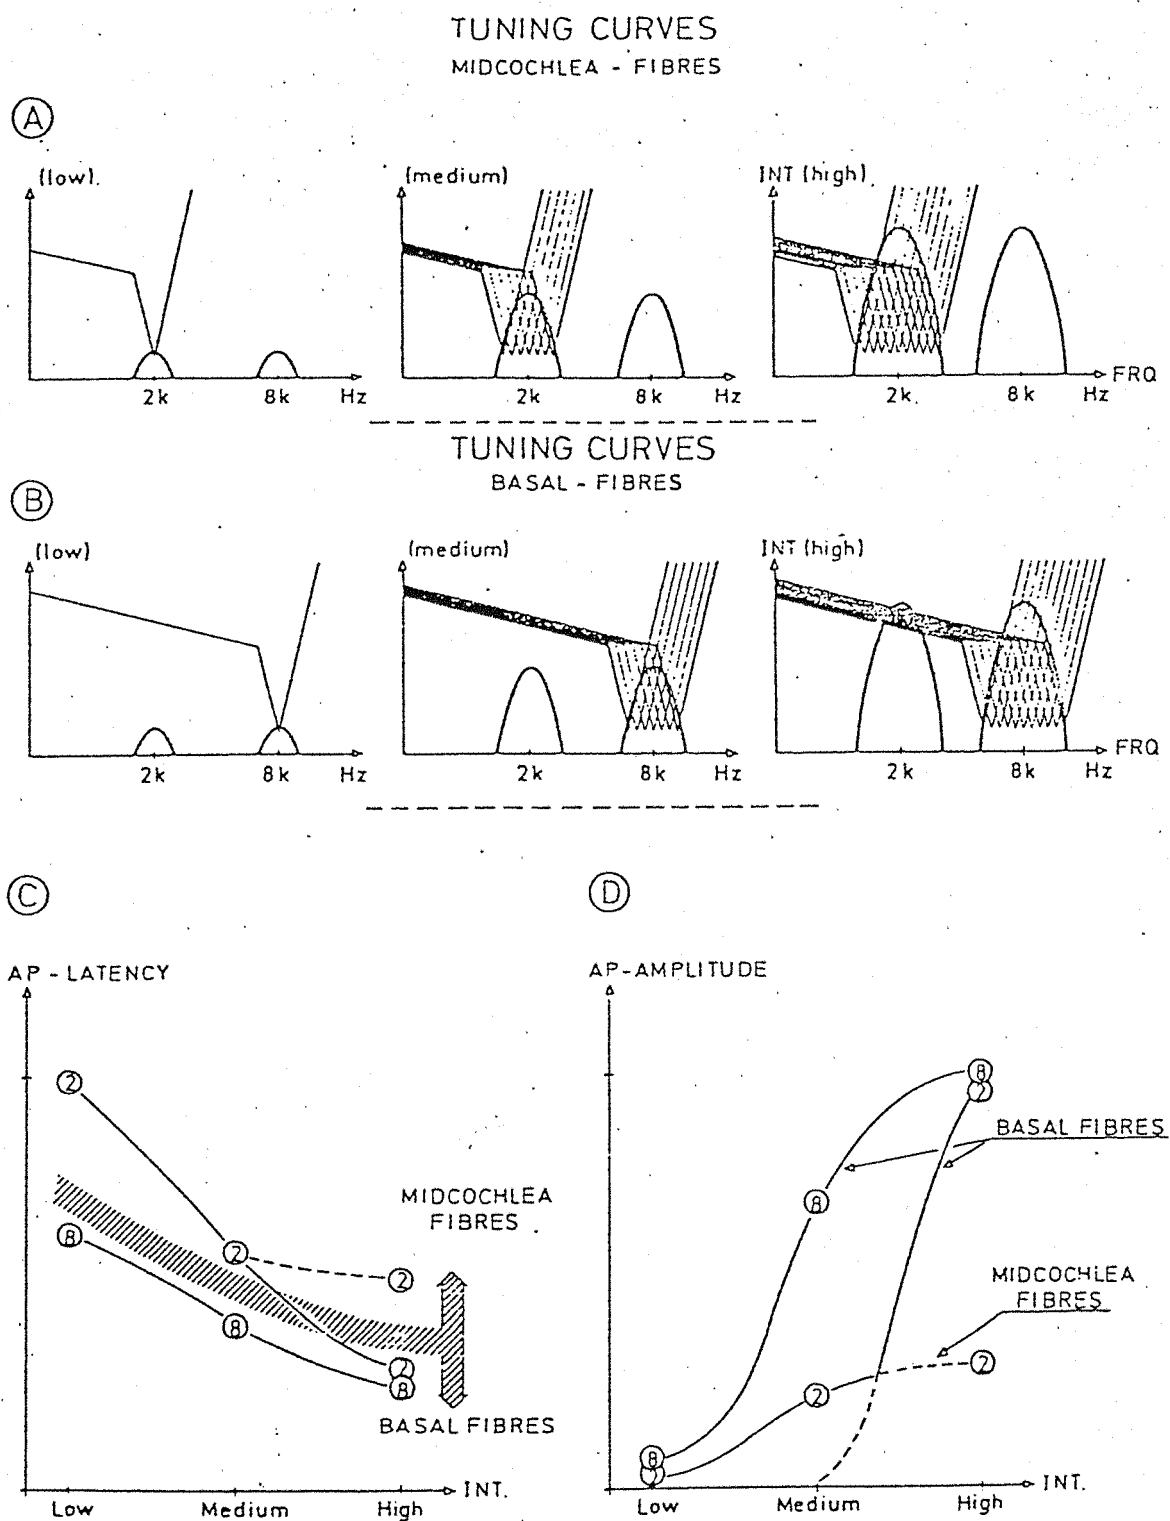 TUNING CURVES
MIDCOCHLEA - FIBRES
A
(low).
(medium)
INT (high)
2k
8k
Hz
2k
8k
Hz
2k
8k
Hz
FRQ
TUNING CURVES
BASAL - FIBRES
B
(low)
(medium)
INT (high)
2k
8k
Hz
2k
8k
Hz
2k
8k
Hz
FRQ
C
AP - LATENCY
2
8
2
8
2
2
8
MIDCOCHLEA
FIBRES
BASAL FIBRES
Low
Medium
High
INT.
D
AP-AMPLITUDE
8
2
8
2
8
2
2
BASAL FIBRES
MIDCOCHLEA
FIBRES
Low
Medium
High
INT.